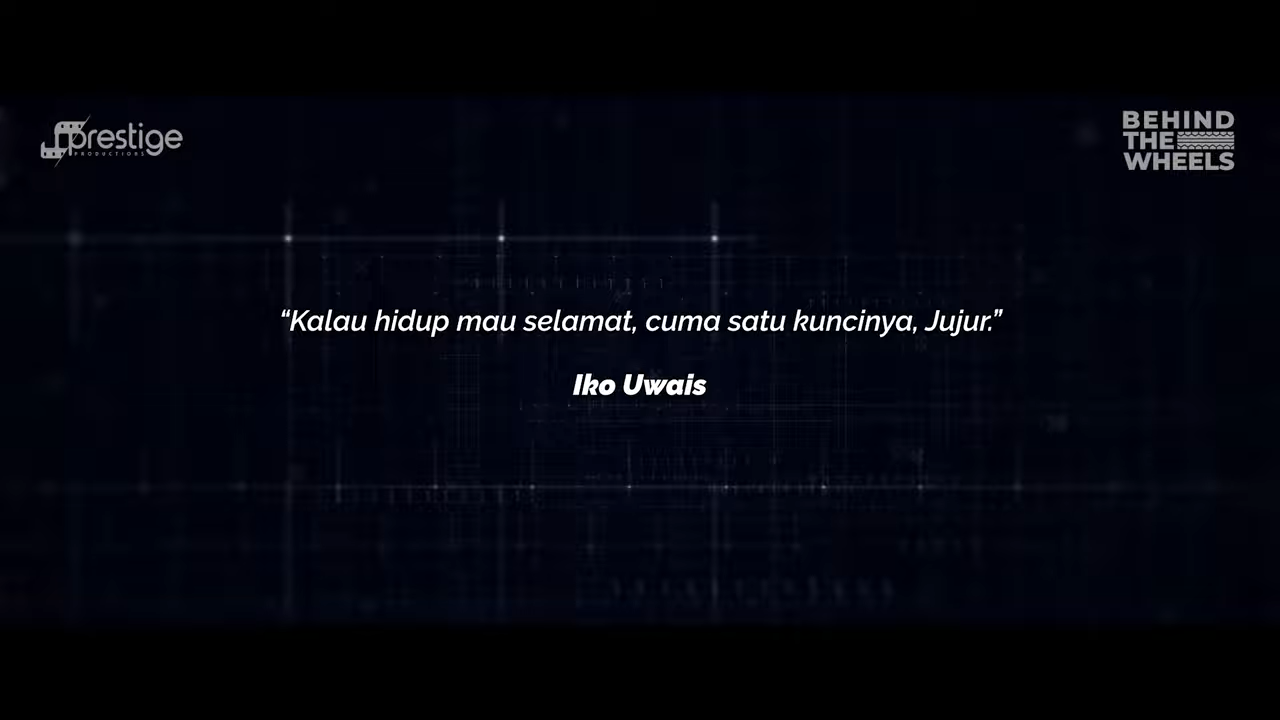 prestige
PRODUCTIONS
BEHIND
THE
WHEELS
“Kalau hidup mau selamat, cuma satu kuncinya, Jujur.”
Iko Uwais